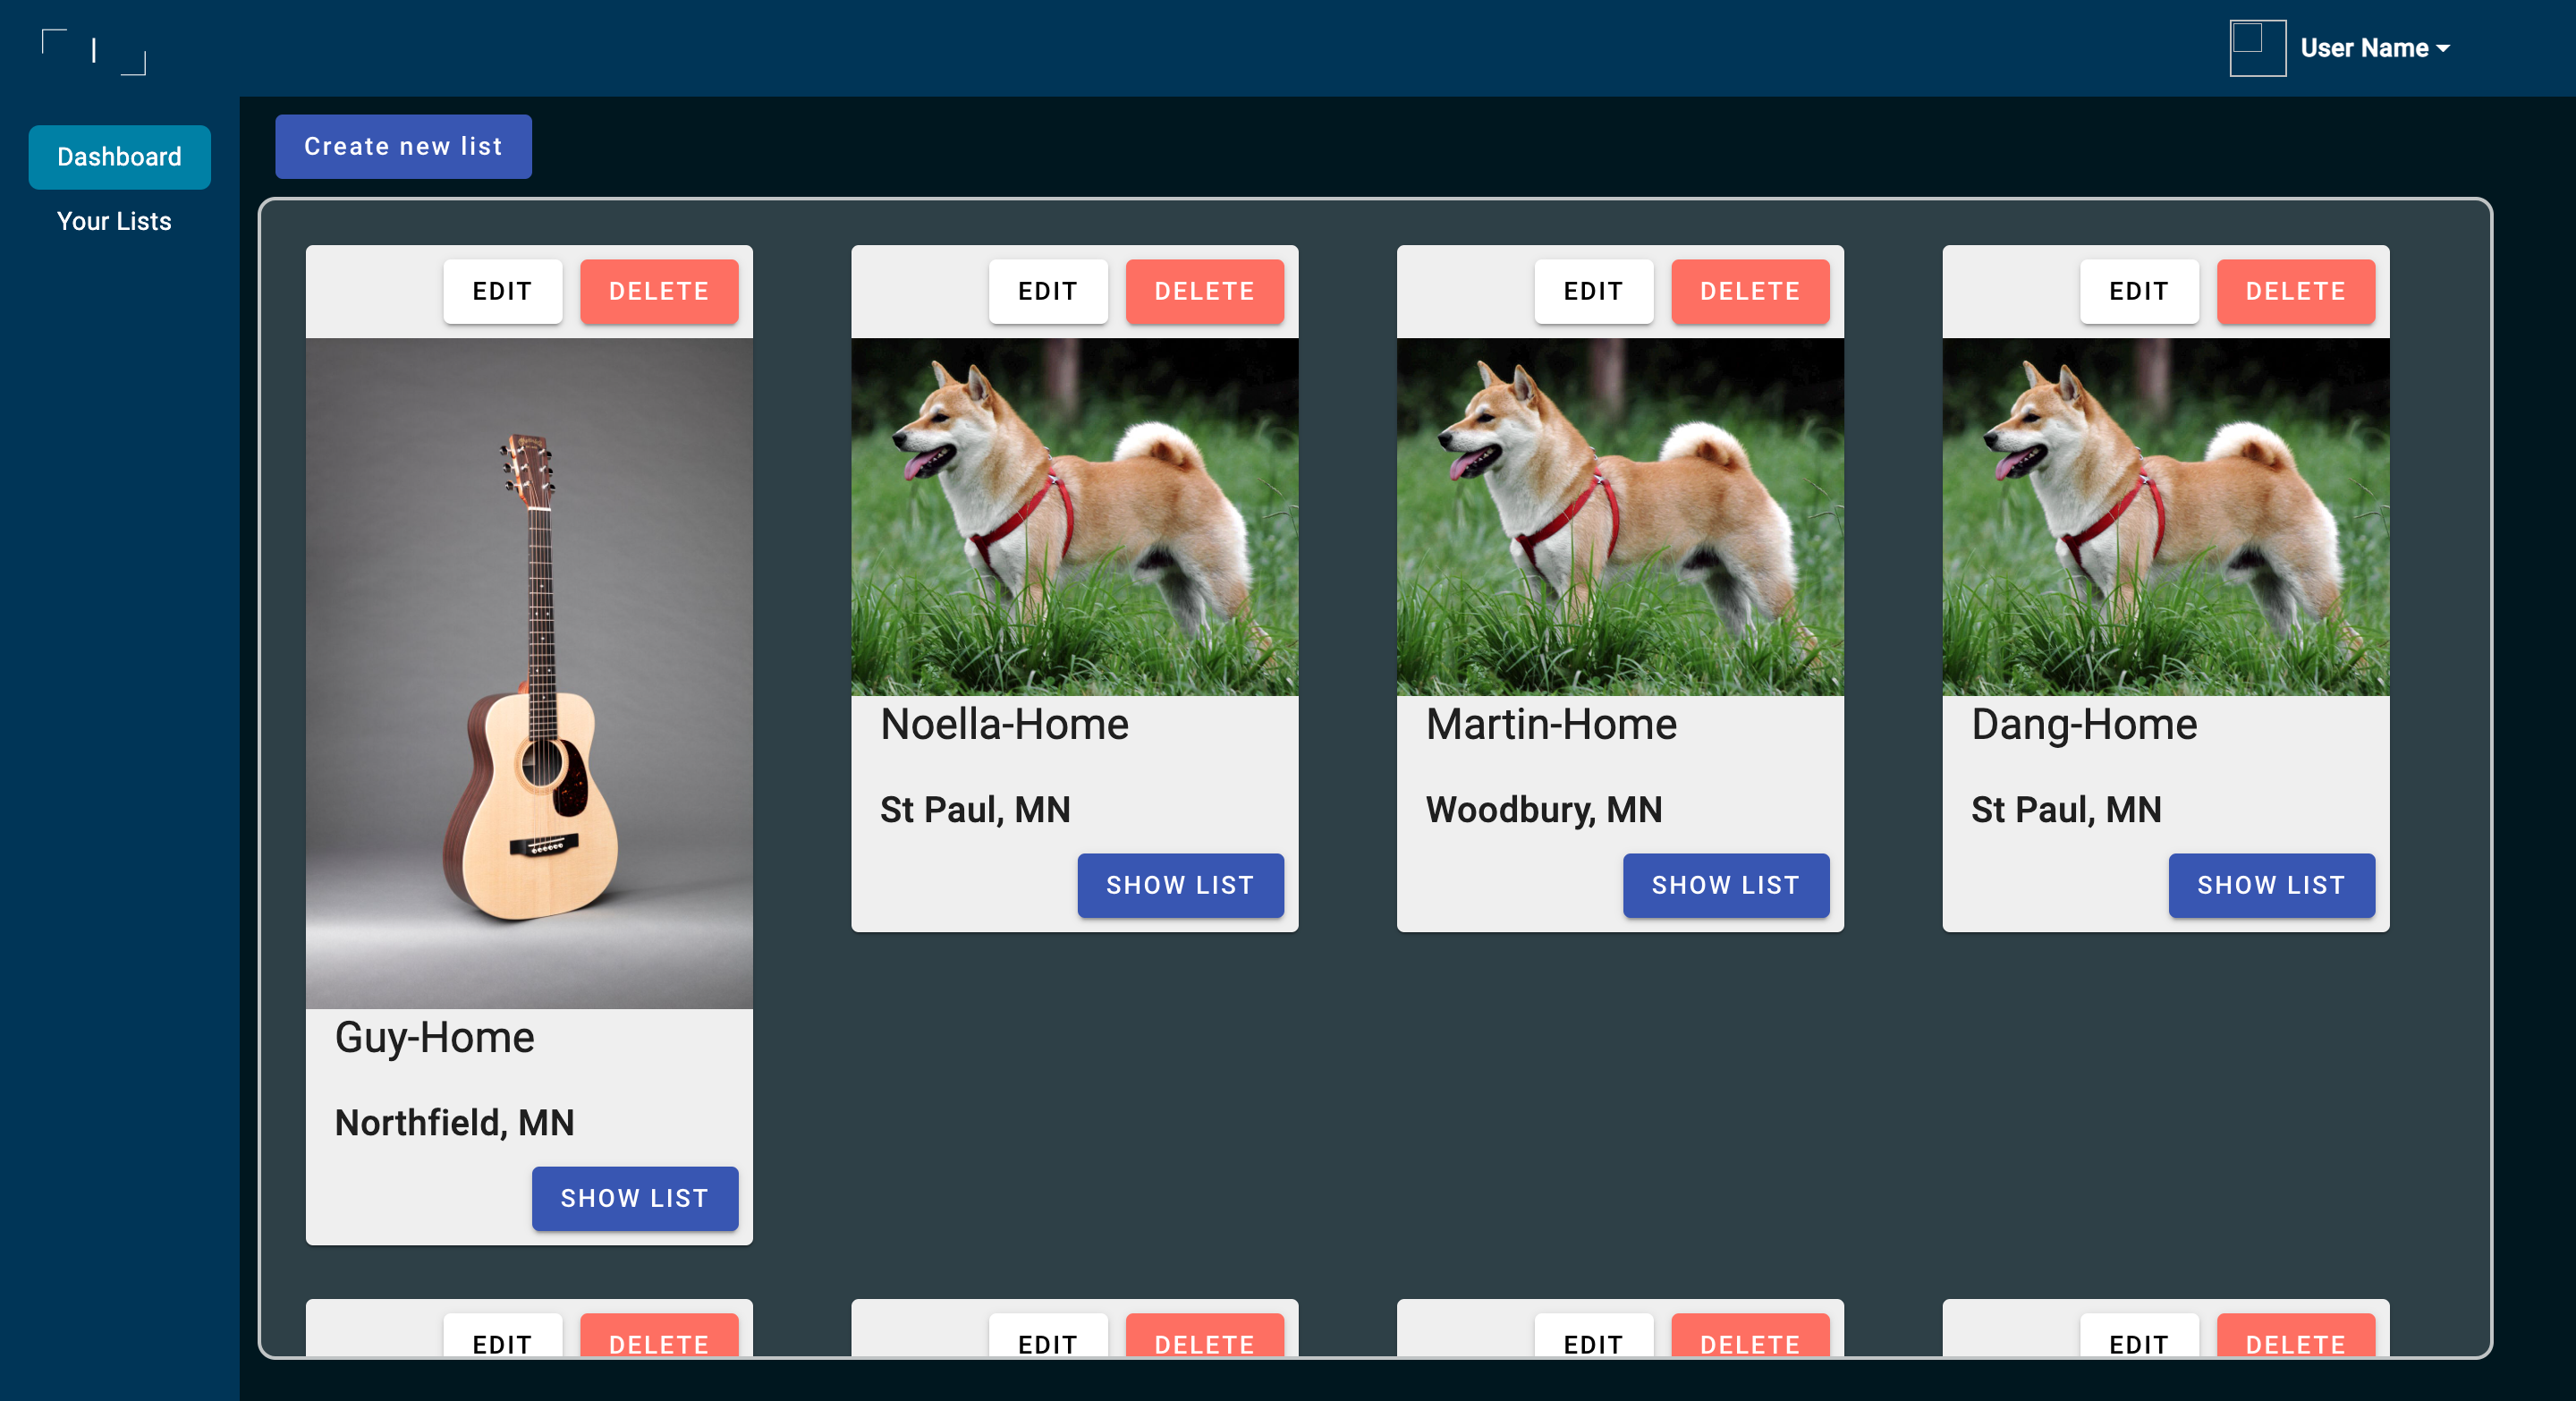 User Name
Dashboard
Your Lists
Create new list
EDIT DELETE
EDIT DELETE
EDIT DELETE
EDIT DELETE
Guy-Home
Northfield, MN
SHOW LIST
Noella-Home
St Paul, MN
SHOW LIST
Martin-Home
Woodbury, MN
SHOW LIST
Dang-Home
St Paul, MN
SHOW LIST
EDIT DELETE
EDIT DELETE
EDIT DELETE
EDIT DELETE